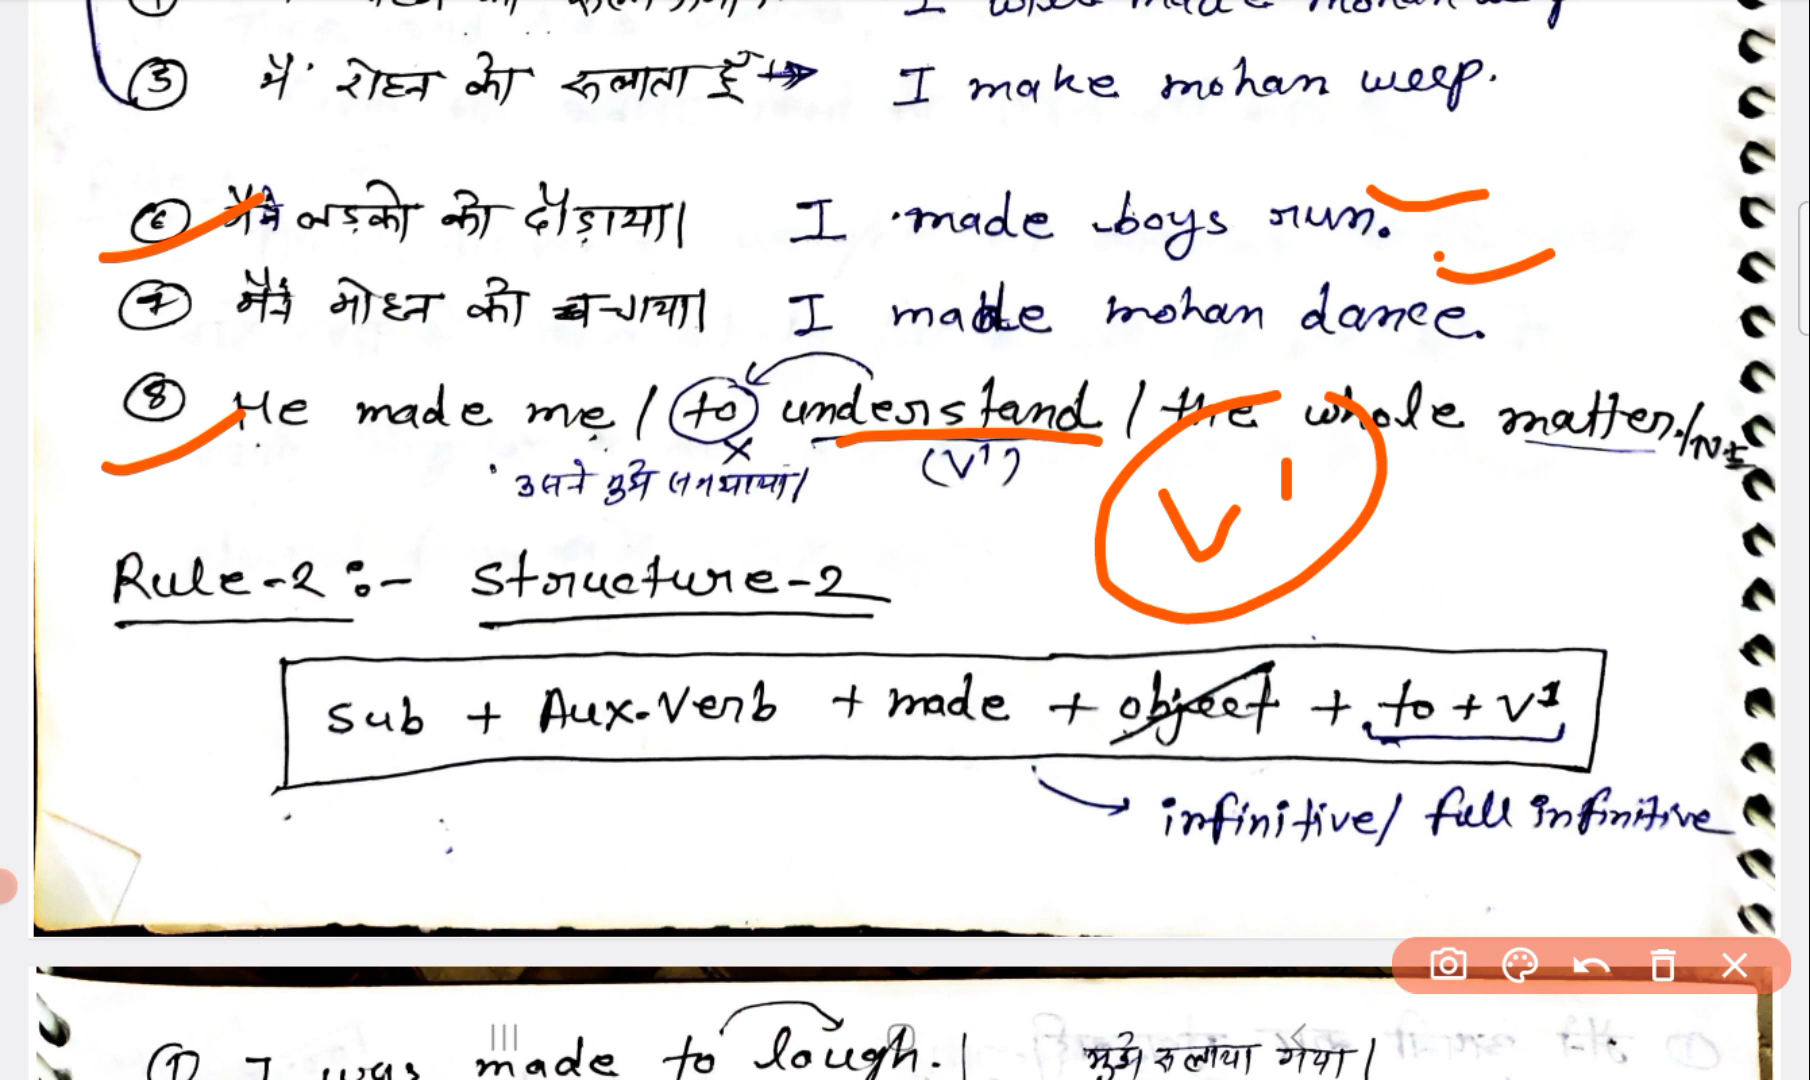 ⑤ मैं रोहन को रूलाता हूँ → I make mohan weep.
⑥ मैने लड़को को दौड़ाया। I made boys run.
⑦ मैने मोहन को नचाया। I made mohan dance.
⑧ He made me / to understand / the whole matter. / NE
उसने मुझे समझाया। (V¹) V¹
Rule-2 :- Structure-2
Sub + Aux.Verb + made + object + to + V¹
infinitive / full infinitive
① I was made to lough. / मुझे रुलाया गया।